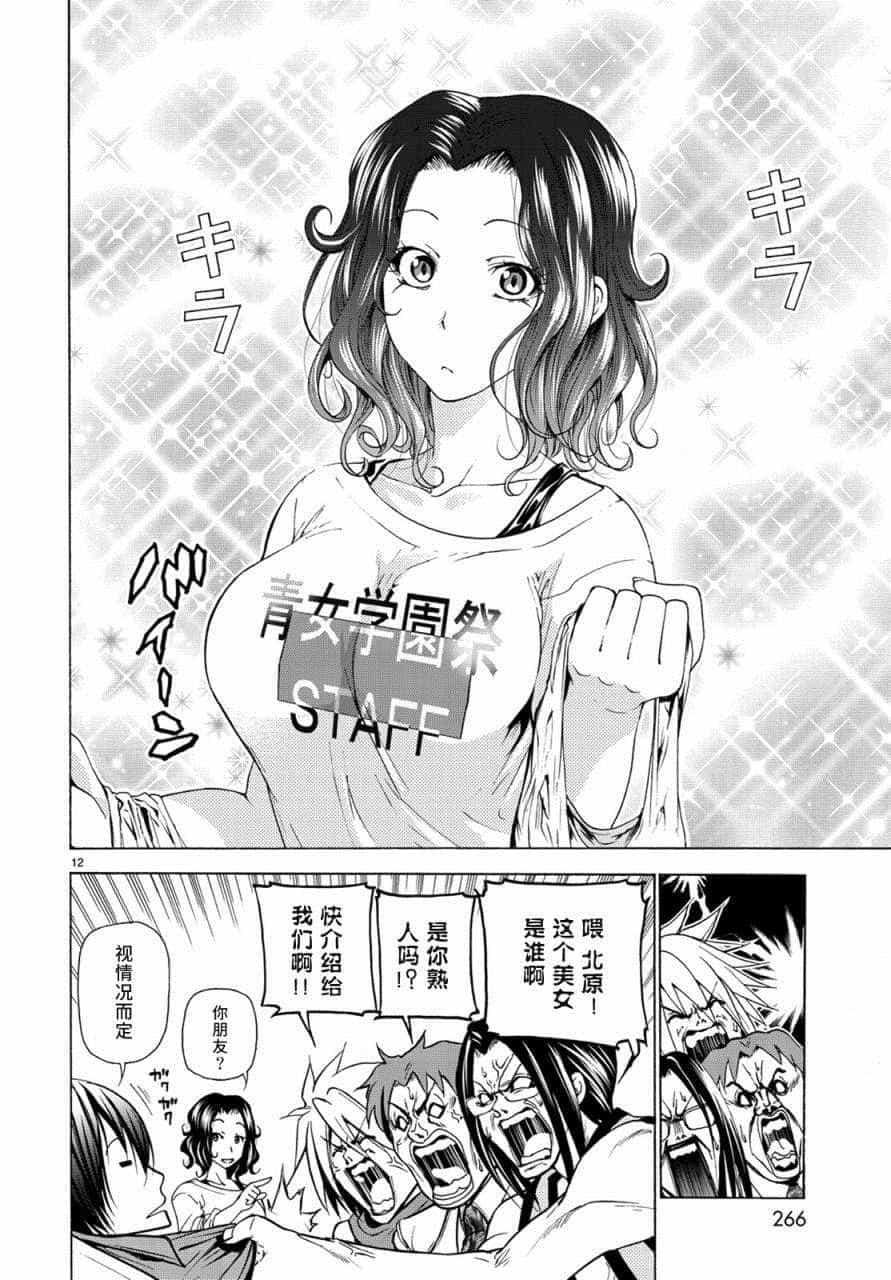 キラ
キラ
バイーン
青女学園祭
STAFF
12
喂 北原！
这个美女
是谁啊
是你熟
人吗！？
快介绍给
我们啊！！
你朋友？
视情况而定
ガクガク
266